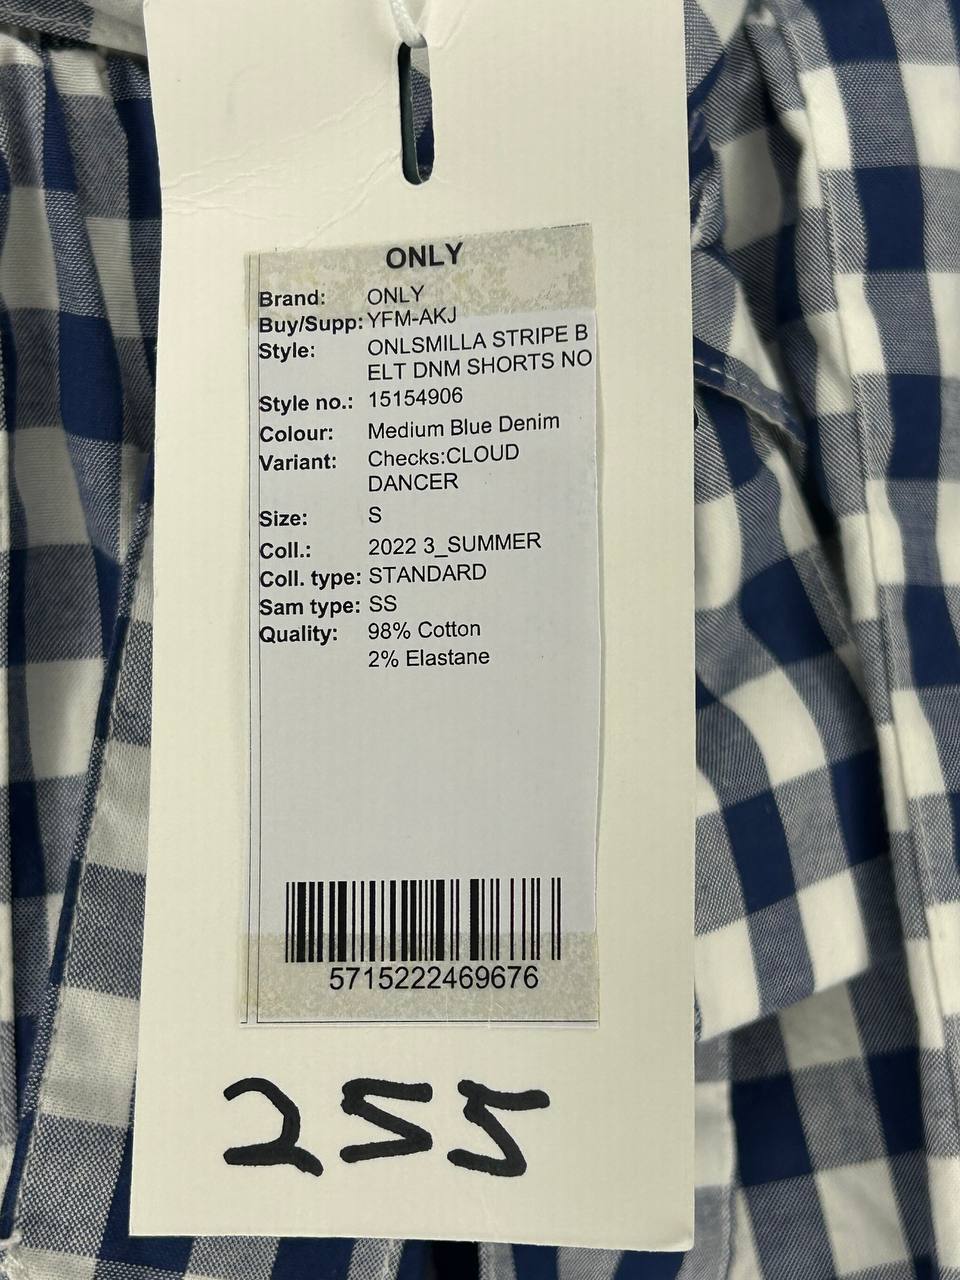 ONLY
Brand: ONLY
Buy/Supp: YFM-AKJ
Style: ONLSMILLA STRIPE B
ELT DNM SHORTS NO
Style no.: 15154906
Colour: Medium Blue Denim
Variant: Checks:CLOUD
DANCER
Size: S
Coll.: 2022 3_SUMMER
Coll. type: STANDARD
Sam type: SS
Quality: 98% Cotton
2% Elastane
5715222469676
255